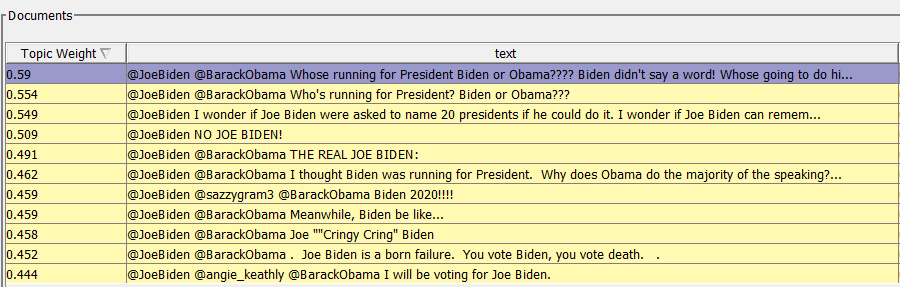 Documents
Topic Weight text
0.59 @JoeBiden @BarackObama Whose running for President Biden or Obama???? Biden didn't say a word! Whose going to do hi...
0.554 @JoeBiden @BarackObama Who's running for President? Biden or Obama???
0.549 @JoeBiden @BarackObama I wonder if Joe Biden were asked to name 20 presidents if he could do it. I wonder if Joe Biden can remem...
0.509 @JoeBiden @BarackObama NO JOE BIDEN!
0.491 @JoeBiden @BarackObama THE REAL JOE BIDEN:
0.462 @JoeBiden @BarackObama I thought Biden was running for President.  Why does Obama do the majority of the speaking?...
0.459 @JoeBiden @sazzygram3 @BarackObama Biden 2020!!!!
0.459 @JoeBiden @BarackObama Meanwhile, Biden be like...
0.458 @JoeBiden @BarackObama Joe ""Cringy Cring" Biden
0.452 @JoeBiden @BarackObama .  Joe Biden is a born failure.  You vote Biden, you vote death.   .
0.444 @JoeBiden @angie_keathly @BarackObama I will be voting for Joe Biden.